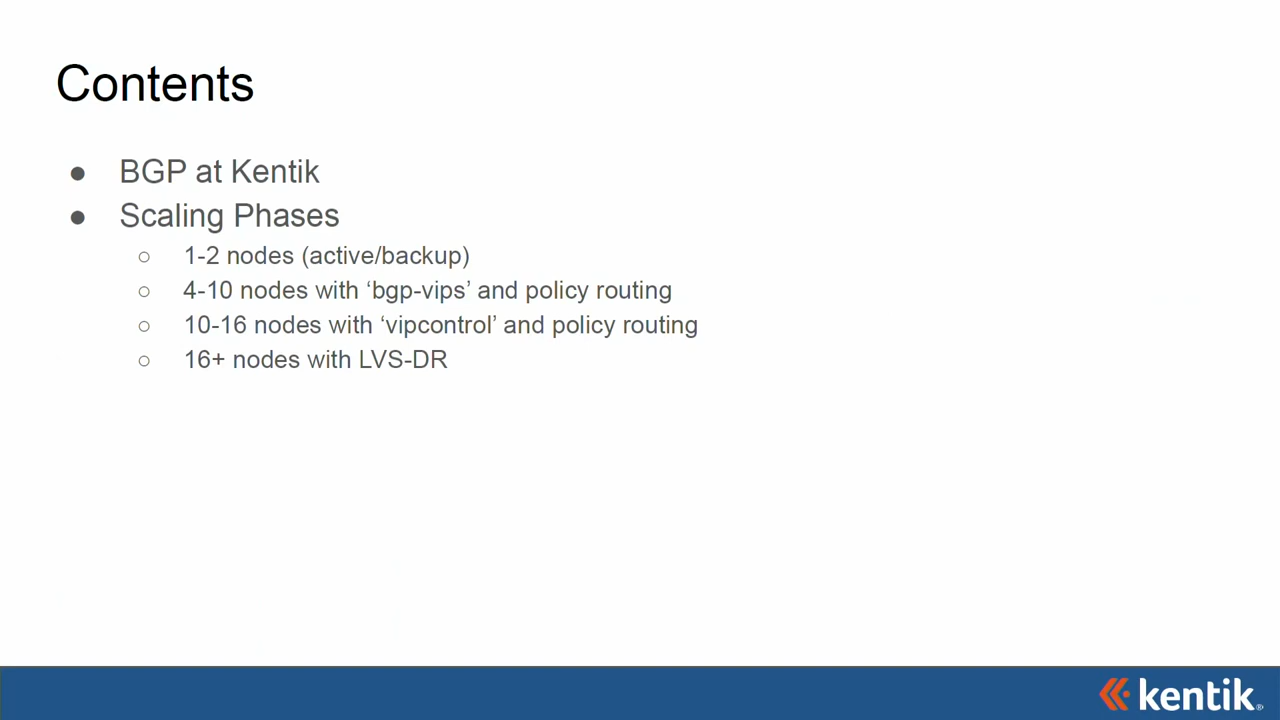 Contents
● BGP at Kentik
● Scaling Phases
○ 1-2 nodes (active/backup)
○ 4-10 nodes with ‘bgp-vips’ and policy routing
○ 10-16 nodes with ‘vipcontrol’ and policy routing
○ 16+ nodes with LVS-DR
kentik®